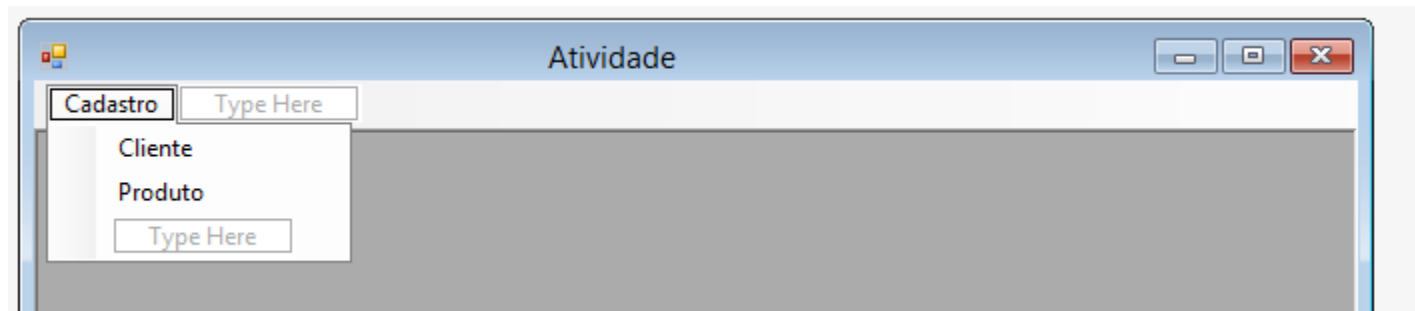 Atividade
Cadastro Type Here
Cliente
Produto
Type Here